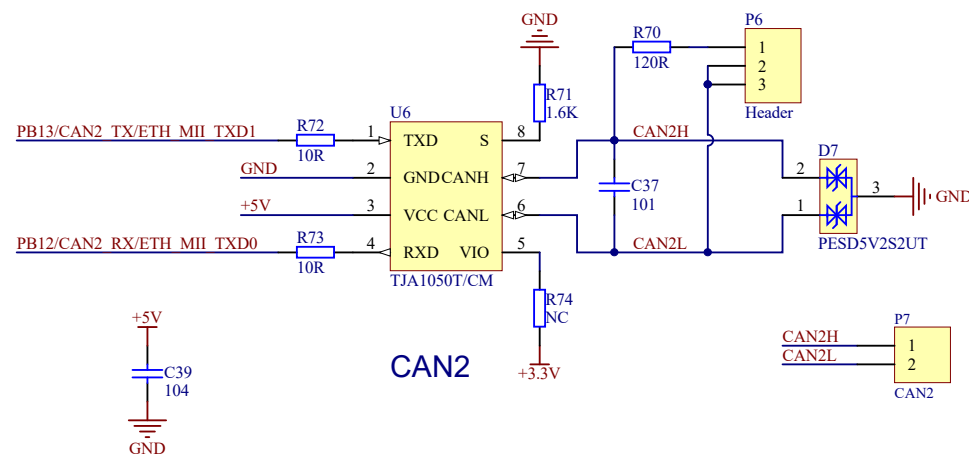 GND
P6
R70
120R
1
2
3
Header
R71
1.6K
U6
PB13/CAN2_TX/ETH_MII_TXD1
R72
10R
1
TXD
S
8
CAN2H
GND
2
GND
CANH
7
C37
101
D7
2
1
3
GND
PESD5V2S2UT
+5V
3
VCC
CANL
6
CAN2L
PB12/CAN2_RX/ETH_MII_TXD0
R73
10R
4
RXD
VIO
5
TJA1050T/CM
R74
NC
+3.3V
+5V
C39
104
GND
CAN2
P7
CAN2H
1
CAN2L
2
CAN2